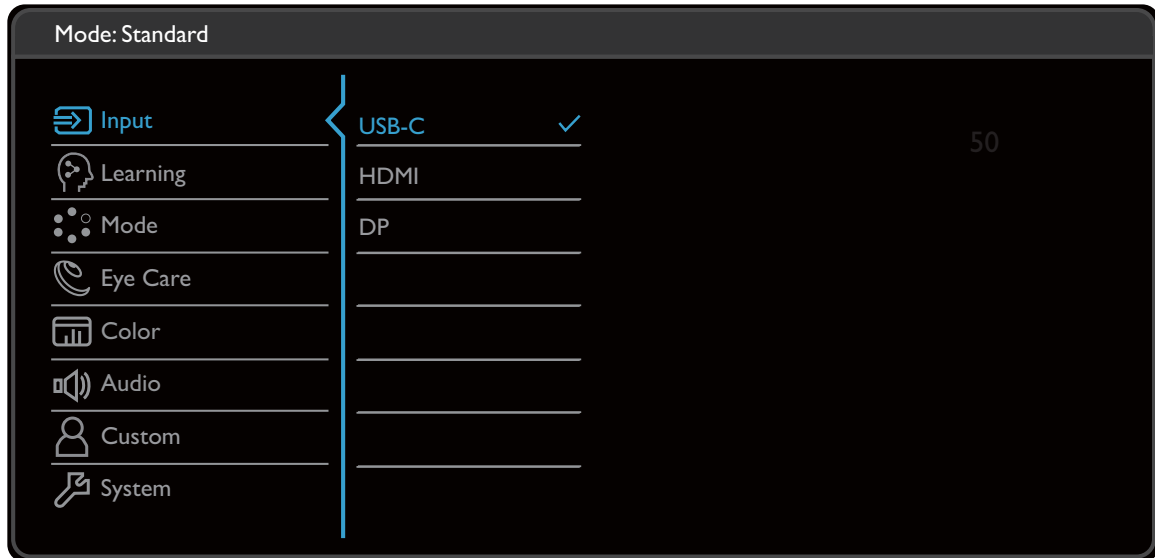 Mode: Standard
Input
Learning
Mode
Eye Care
Color
Audio
Custom
System
USB-C
HDMI
DP
50